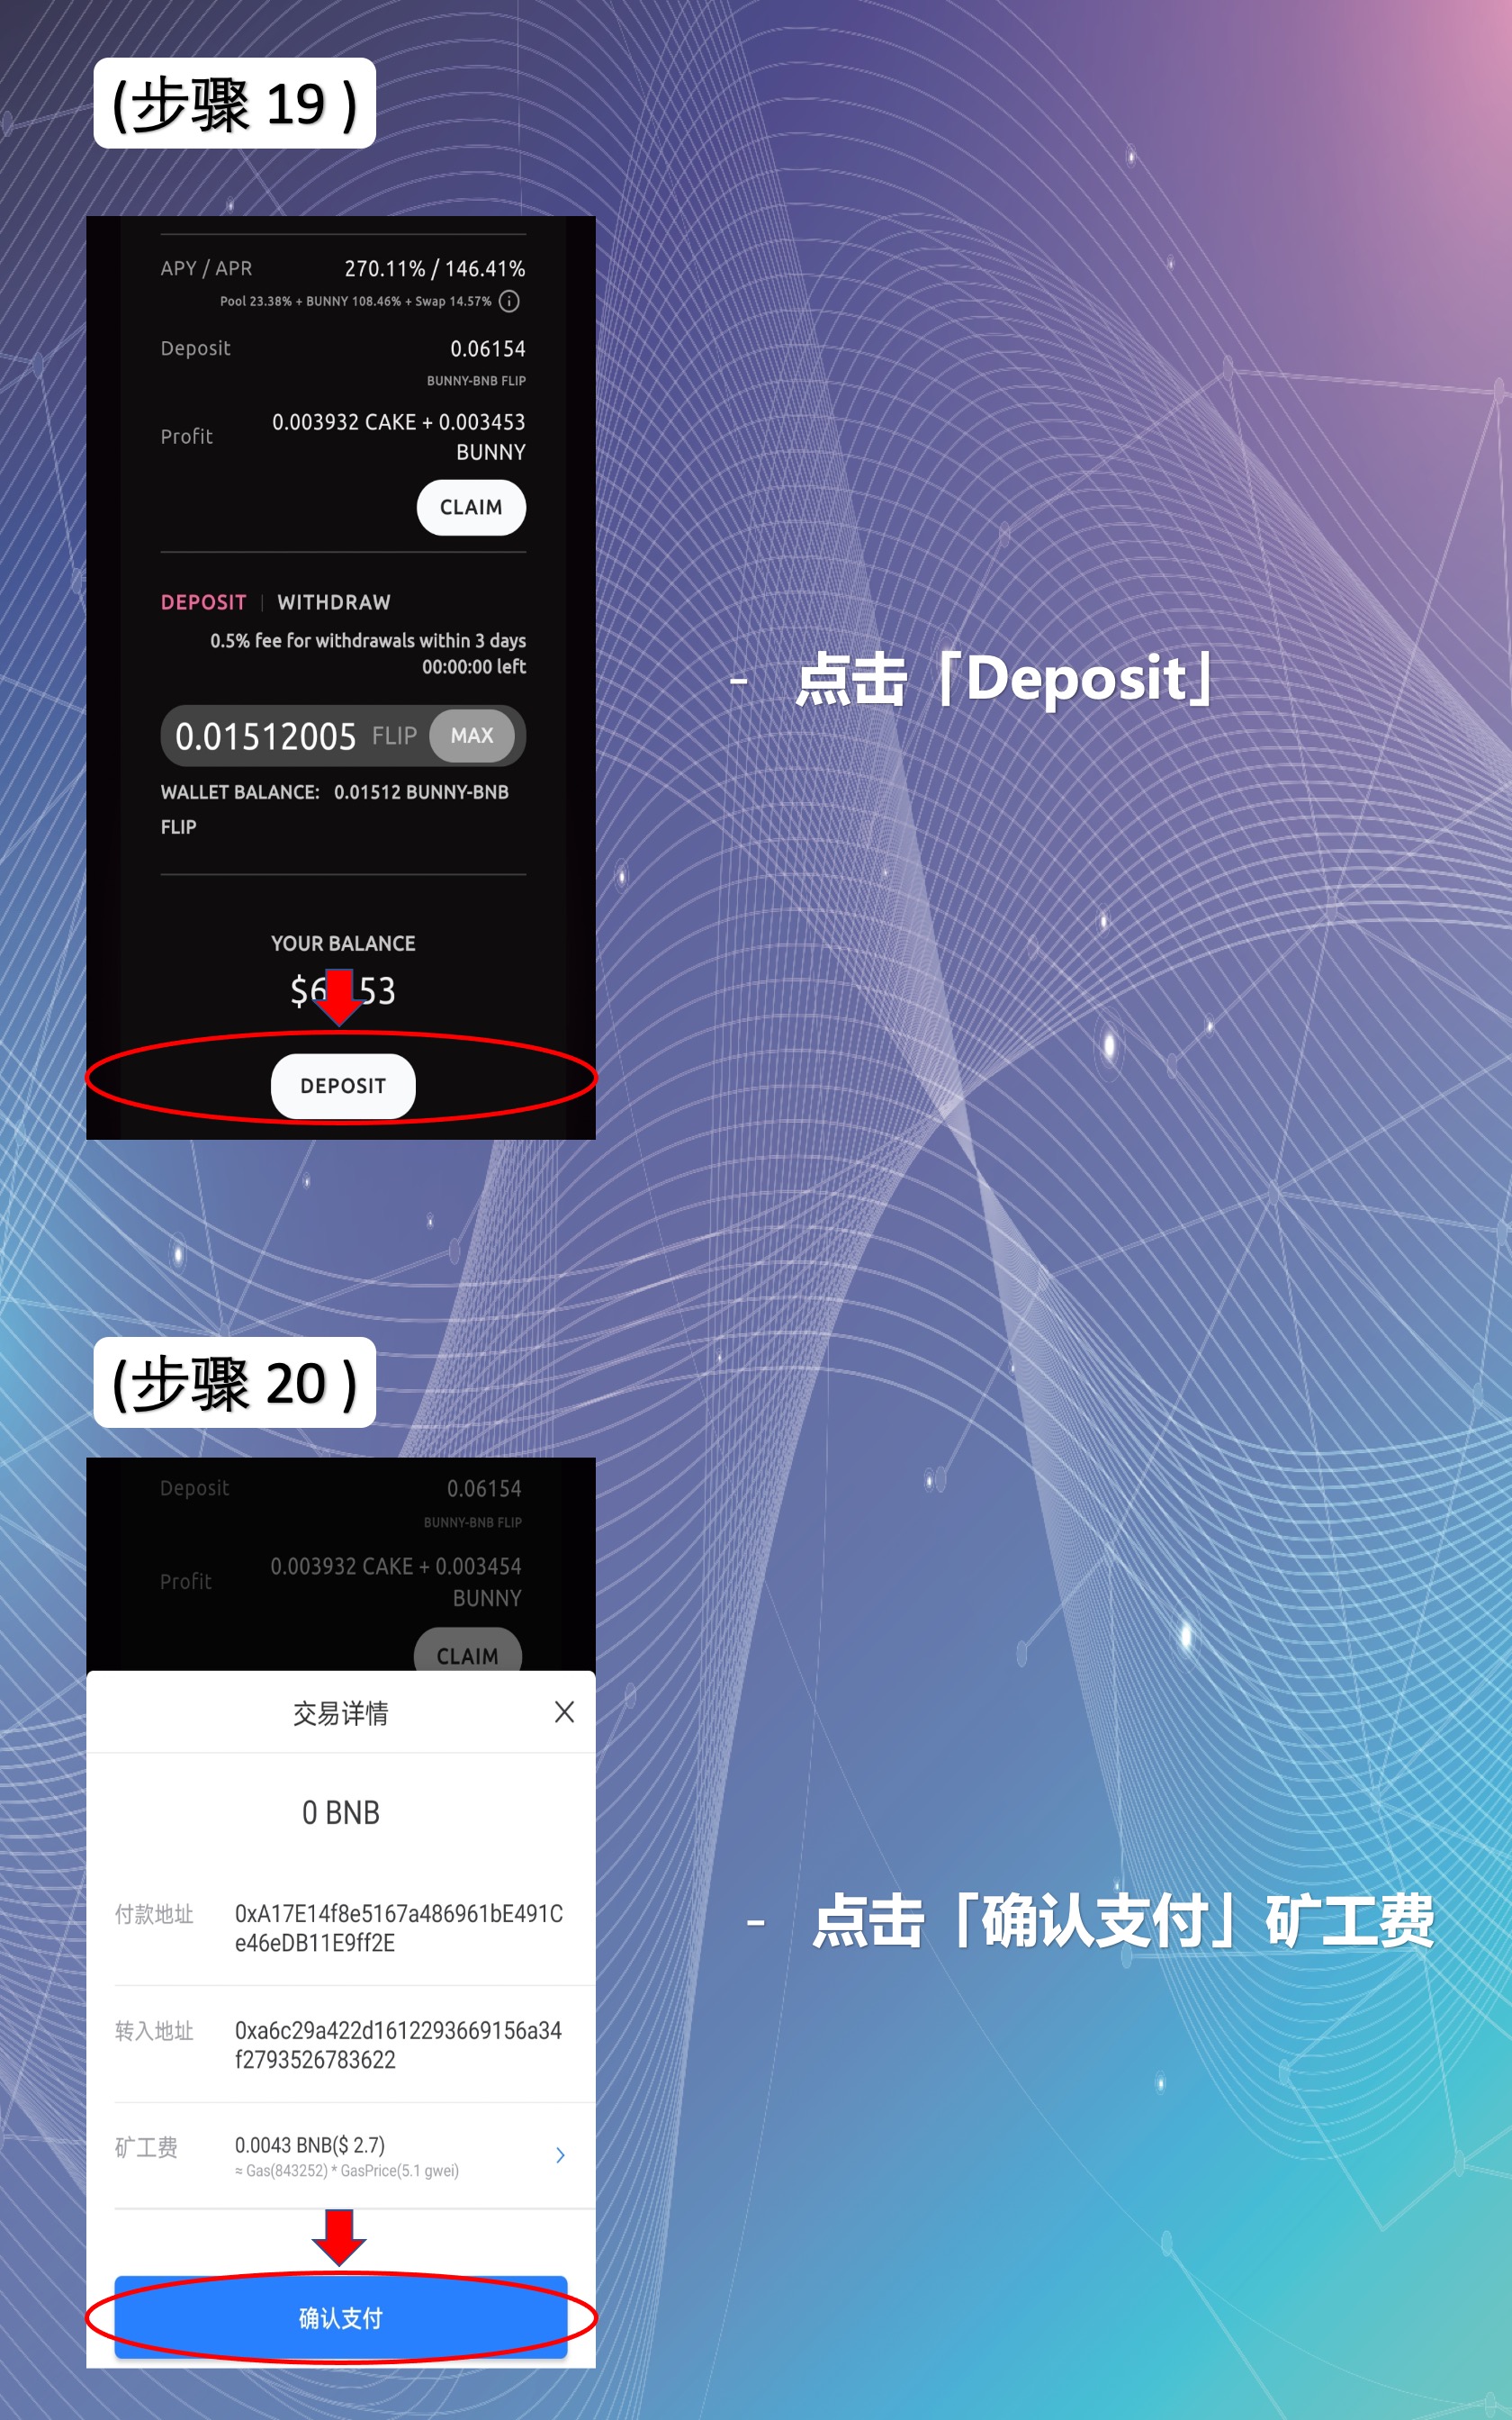 (步骤 19 )
APY / APR 270.11% / 146.41%
Pool 23.38% + BUNNY 108.46% + Swap 14.57%
Deposit 0.06154
BUNNY-BNB FLIP
Profit 0.003932 CAKE + 0.003453
BUNNY
CLAIM
DEPOSIT | WITHDRAW
0.5% fee for withdrawals within 3 days
00:00:00 left
0.01512005 FLIP MAX
WALLET BALANCE: 0.01512 BUNNY-BNB
FLIP
YOUR BALANCE
DEPOSIT
- 点击「Deposit」
(步骤 20 )
Deposit 0.06154
BUNNY-BNB FLIP
Profit 0.003932 CAKE + 0.003454
BUNNY
CLAIM
交易详情 X
0 BNB
付款地址 0xA17E14f8e5167a486961bE491C
e46eDB11E9ff2E
转入地址 0xa6c29a422d1612293669156a34
f2793526783622
矿工费 0.0043 BNB($ 2.7)
≈ Gas(843252) * GasPrice(5.1 gwei)
确认支付
- 点击「确认支付」矿工费